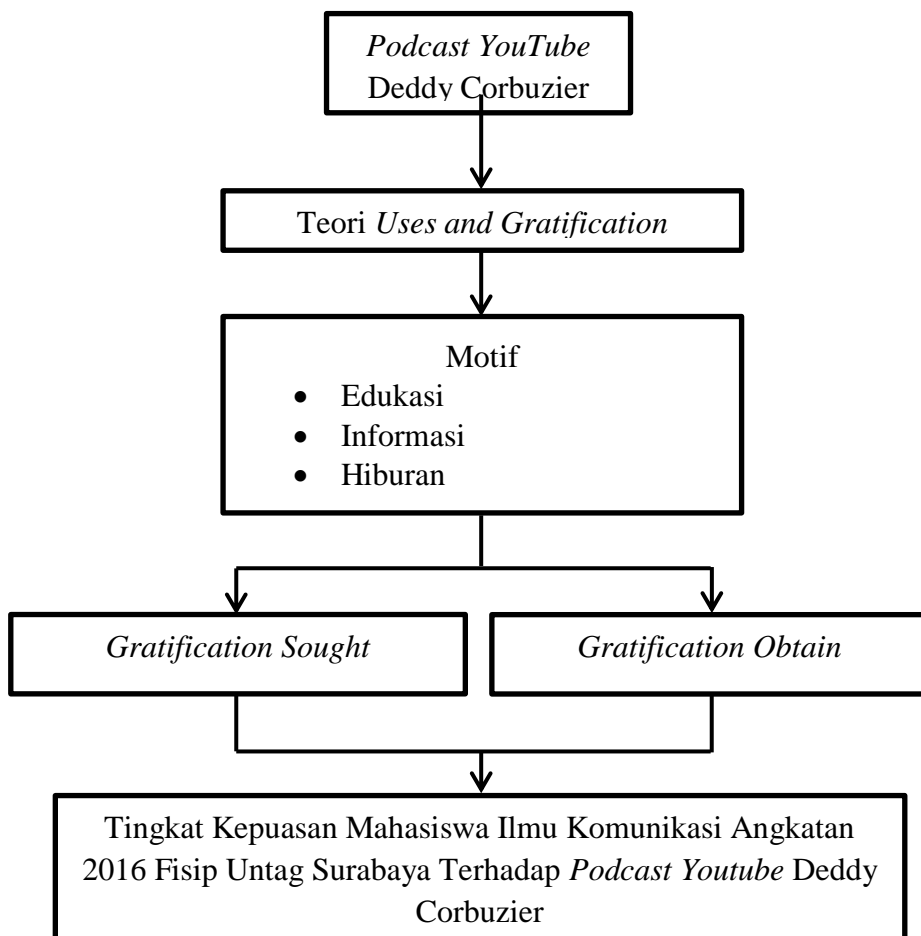 Podcast YouTube
Deddy Corbuzier
Teori Uses and Gratification
Motif
• Edukasi
• Informasi
• Hiburan
Gratification Sought
Gratification Obtain
Tingkat Kepuasan Mahasiswa Ilmu Komunikasi Angkatan
2016 Fisip Untag Surabaya Terhadap Podcast Youtube Deddy
Corbuzier